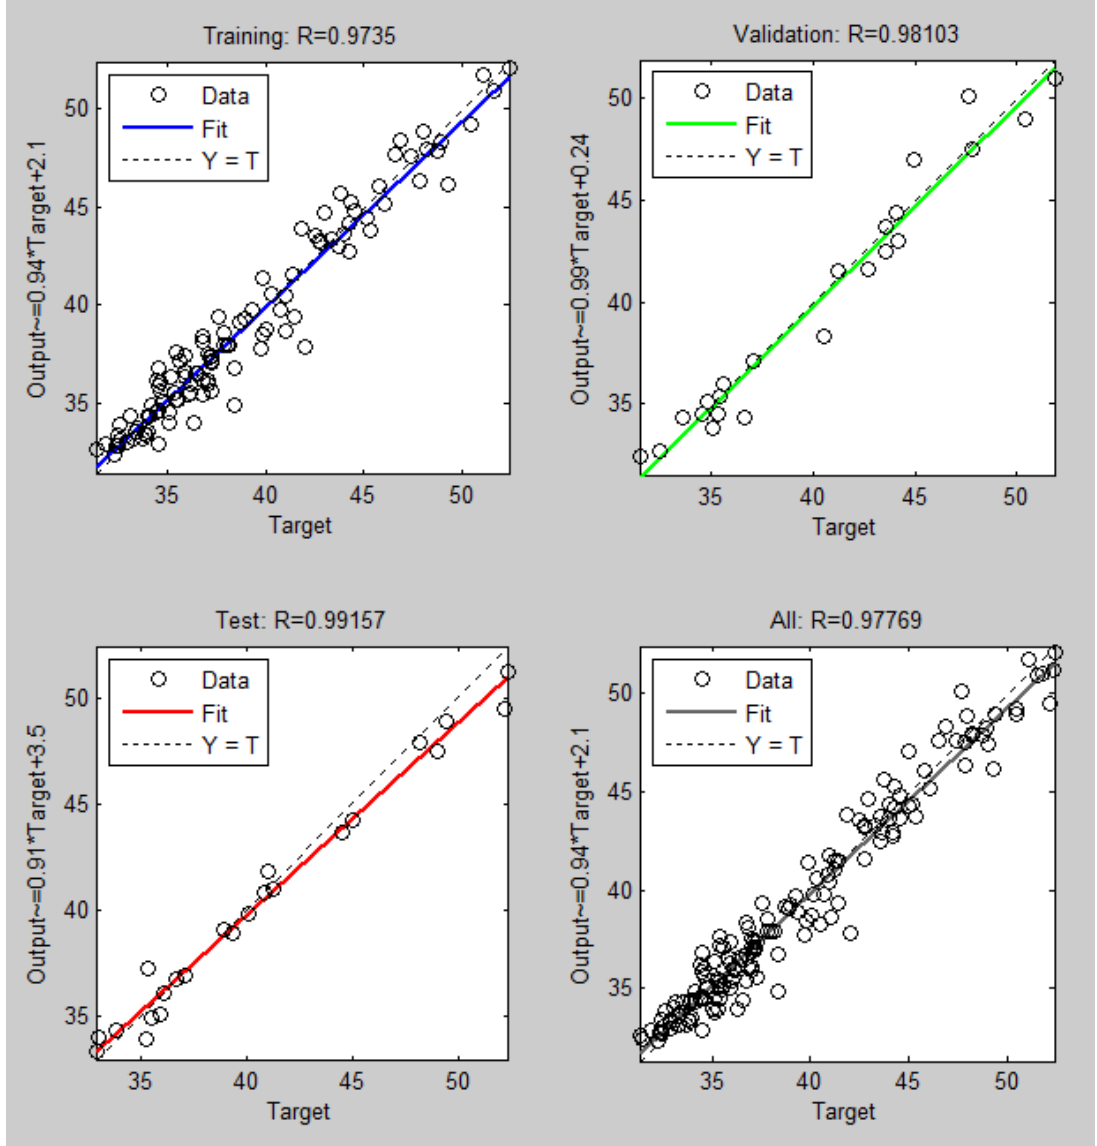 Training: R=0.9735
Output~=0.94*Target+2.1
50
45
40
35
Data
Fit
Y = T
35 40 45 50
Target
Validation: R=0.98103
Output~=0.99*Target+0.24
50
45
40
35
Data
Fit
Y = T
35 40 45 50
Target
Test: R=0.99157
Output~=0.91*Target+3.5
50
45
40
35
Data
Fit
Y = T
35 40 45 50
Target
All: R=0.97769
Output~=0.94*Target+2.1
50
45
40
35
Data
Fit
Y = T
35 40 45 50
Target